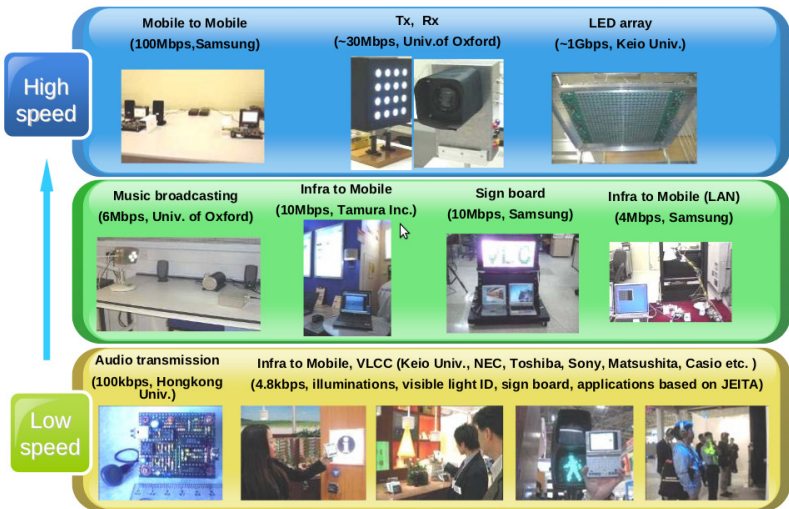 Mobile to Mobile
(100Mbps,Samsung)
Tx, Rx
(~30Mbps, Univ.of Oxford)
LED array
(~1Gbps, Keio Univ.)
High
speed
Music broadcasting
(6Mbps, Univ. of Oxford)
Infra to Mobile
(10Mbps, Tamura Inc.)
Sign board
(10Mbps, Samsung)
Infra to Mobile (LAN)
(4Mbps, Samsung)
VLC
Audio transmission
(100kbps, Hongkong
Univ.)
Infra to Mobile, VLCC (Keio Univ., NEC, Toshiba, Sony, Matsushita, Casio etc. )
(4.8kbps, illuminations, visible light ID, sign board, applications based on JEITA)
Low
speed
i